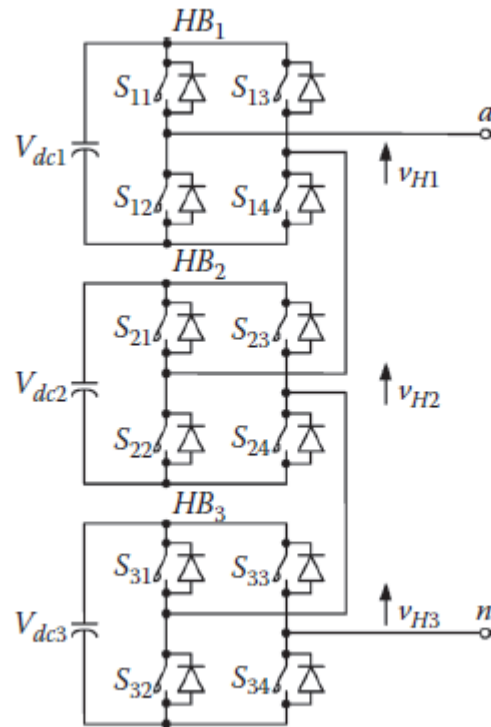 HB1
S11 S13
a
Vdc1
vH1
S12 S14
HB2
S21 S23
Vdc2
vH2
S22 S24
HB3
S31 S33
Vdc3
vH3
n
S32 S34